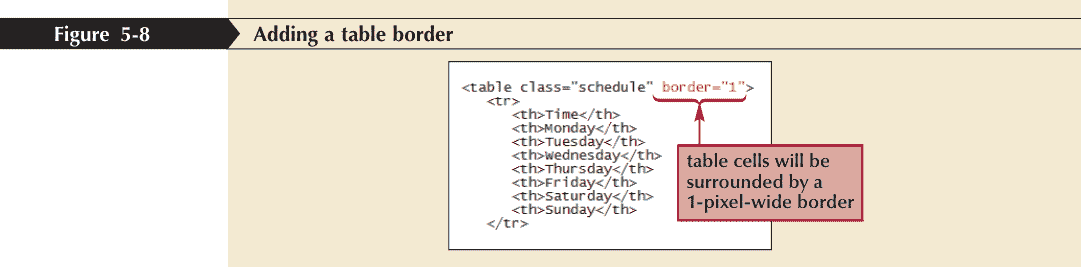 Figure 5-8
Adding a table border
<table class="schedule" border="1">
<tr>
<th>Time</th>
<th>Monday</th>
<th>Tuesday</th>
<th>Wednesday</th>
<th>Thursday</th>
<th>Friday</th>
<th>Saturday</th>
<th>Sunday</th>
</tr>
table cells will be
surrounded by a
1-pixel-wide border